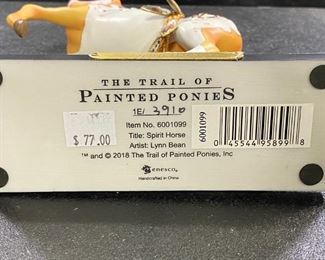 THE TRAIL OF
PAINTED PONIES
1E/ 3910
Item No. 6001099
Title: Spirit Horse
Artist: Lynn Bean
™ and © 2018 The Trail of Painted Ponies, Inc
enesco
Handcrafted in China
$ 77.00
6001099
0 45544 95899 8